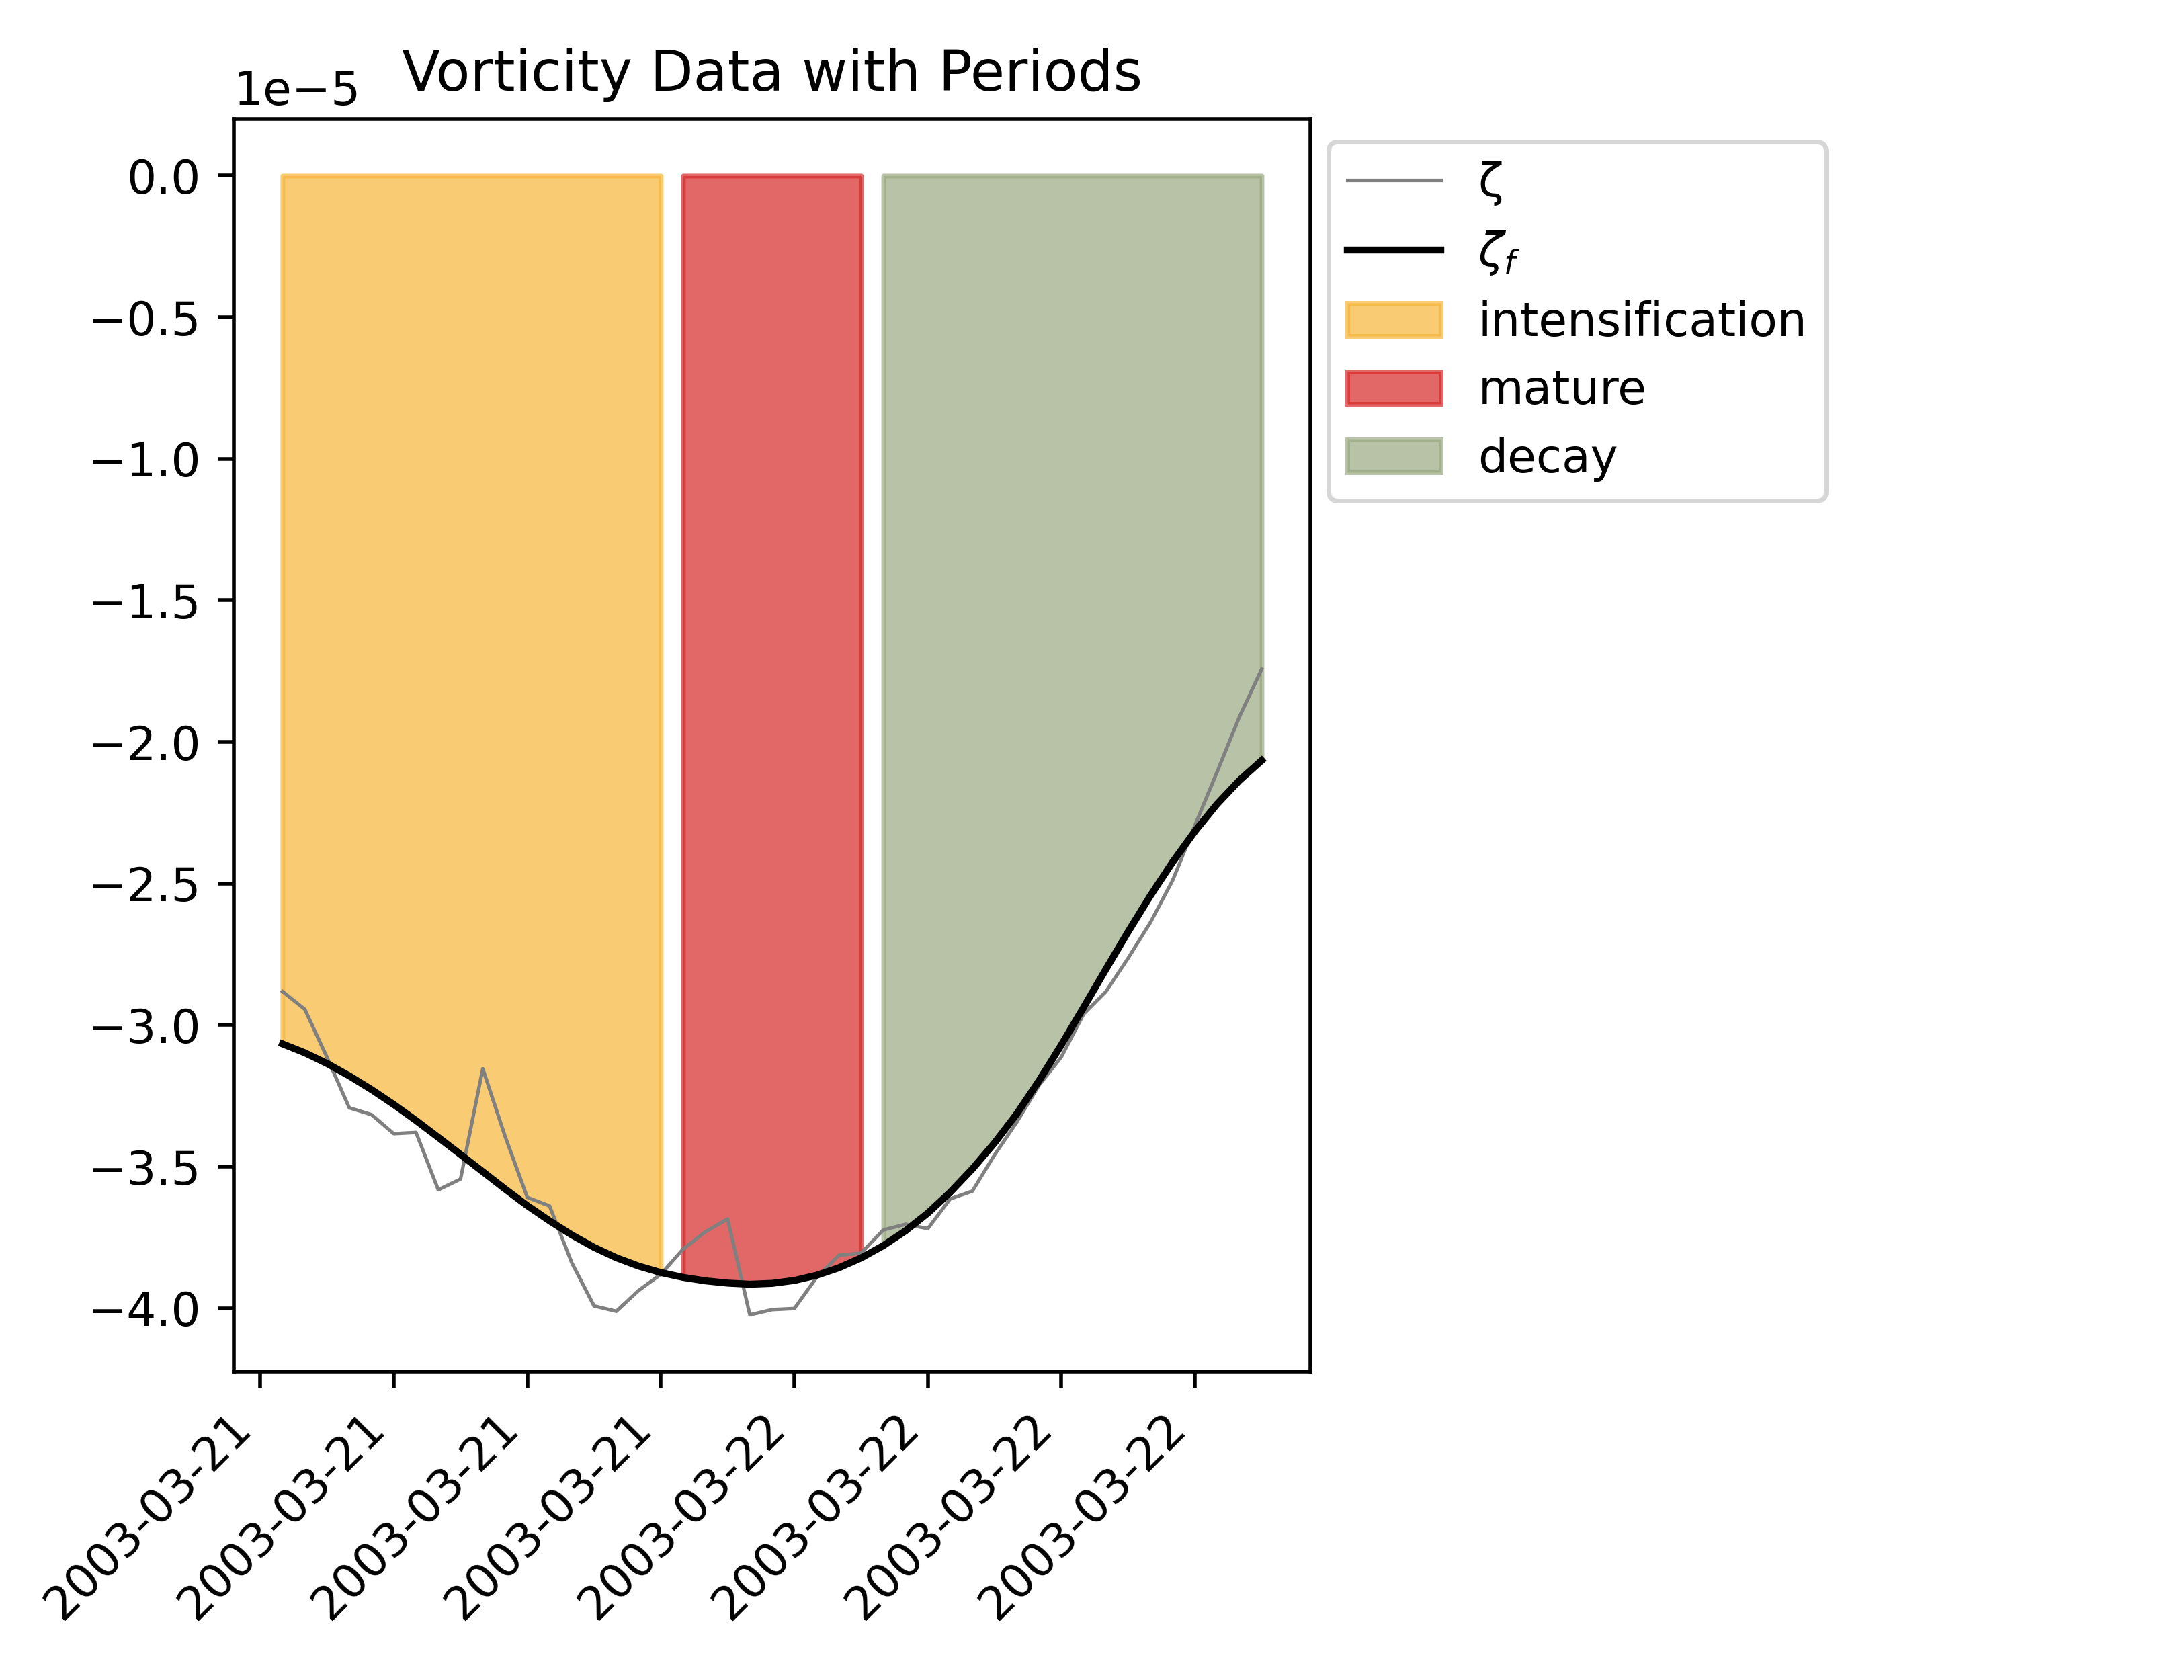 Vorticity Data with Periods
1e−5
0.0
−0.5
−1.0
−1.5
−2.0
−2.5
−3.0
−3.5
−4.0
2003-03-21
2003-03-21
2003-03-21
2003-03-21
2003-03-22
2003-03-22
2003-03-22
2003-03-22
ζ
ζf
intensification
mature
decay